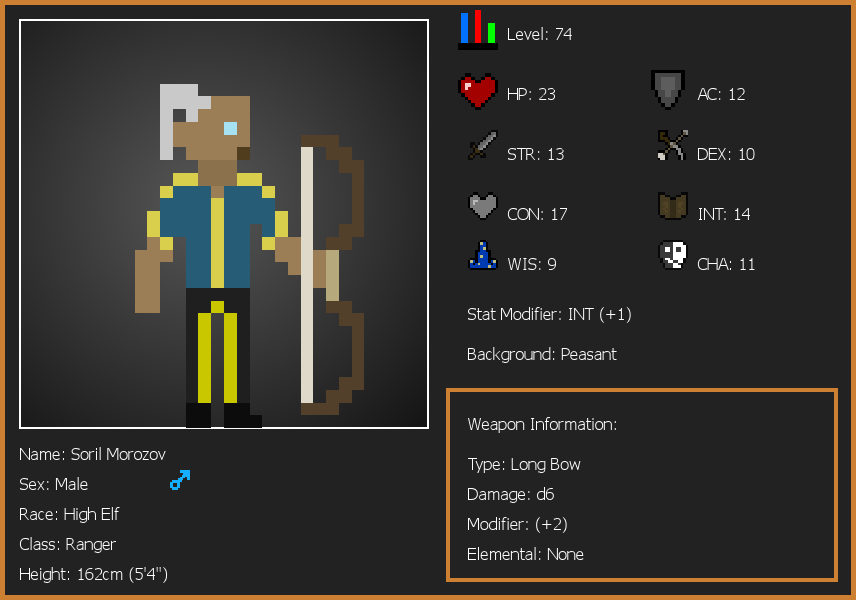 Level: 74
HP: 23
AC: 12
STR: 13
DEX: 10
CON: 17
INT: 14
WIS: 9
CHA: 11
Stat Modifier: INT (+1)
Background: Peasant
Weapon Information:
Type: Long Bow
Damage: d6
Modifier: (+2)
Elemental: None
Name: Soril Morozov
Sex: Male
Race: High Elf
Class: Ranger
Height: 162cm (5'4")